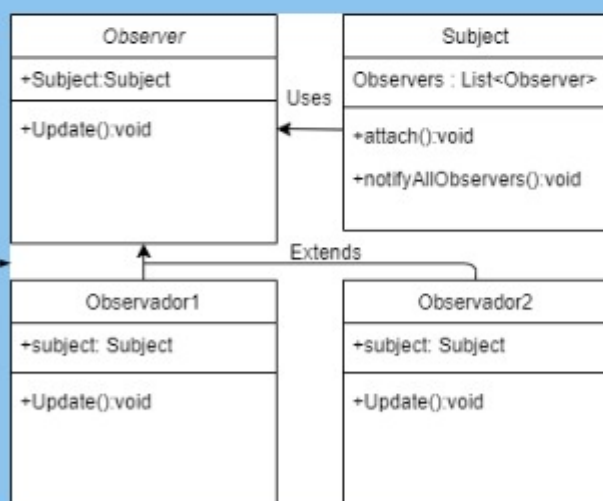 Observer
+Subject:Subject
+Update():void
Uses
Subject
Observers : List<Observer>
+attach():void
+notifyAllObservers():void
Extends
Observador1
+subject: Subject
+Update():void
Observador2
+subject: Subject
+Update():void